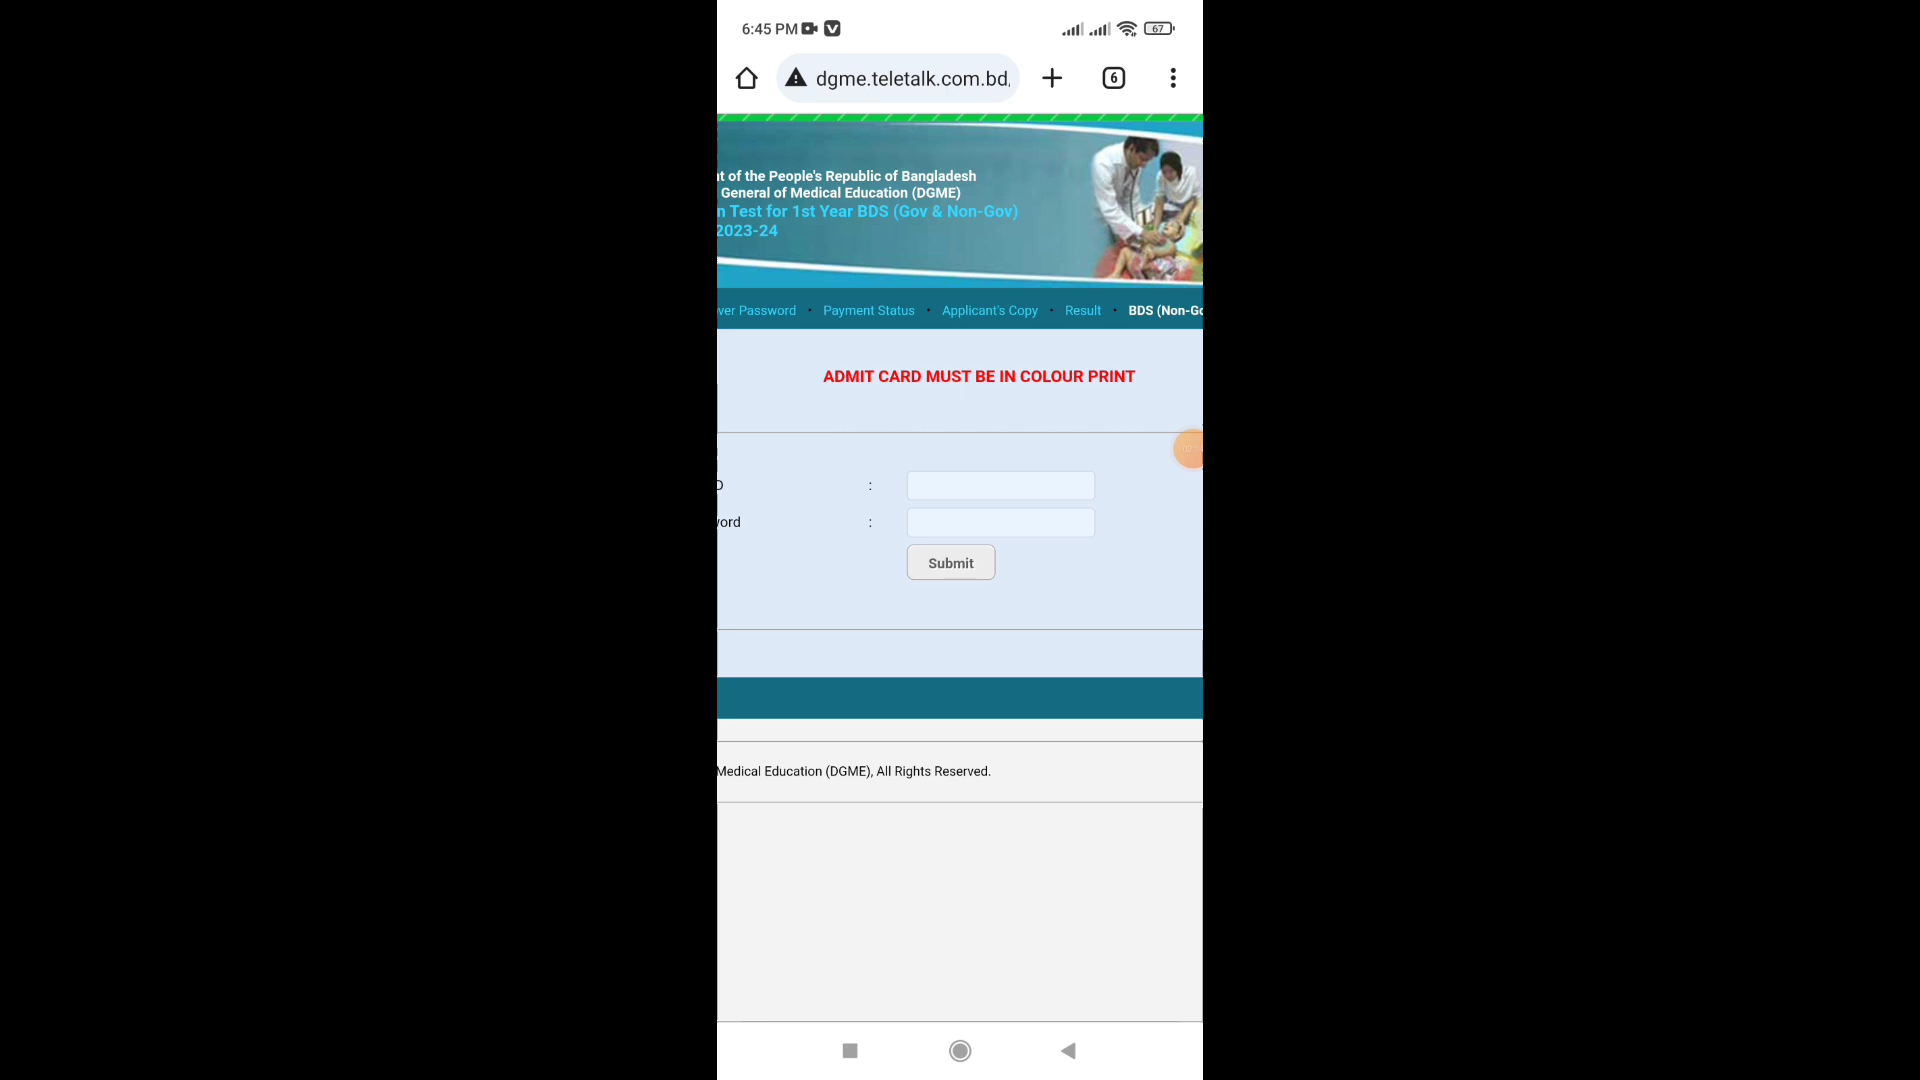 6:45 PM
67
dgme.teletalk.com.bd
6
of the People's Republic of Bangladesh
General of Medical Education (DGME)
Test for 1st Year BDS (Gov & Non-Gov)
2023-24
Password
Payment Status
Applicant's Copy
Result
BDS
ADMIT CARD MUST BE IN COLOUR PRINT
:
:
Submit
Medical Education (DGME), All Rights Reserved.